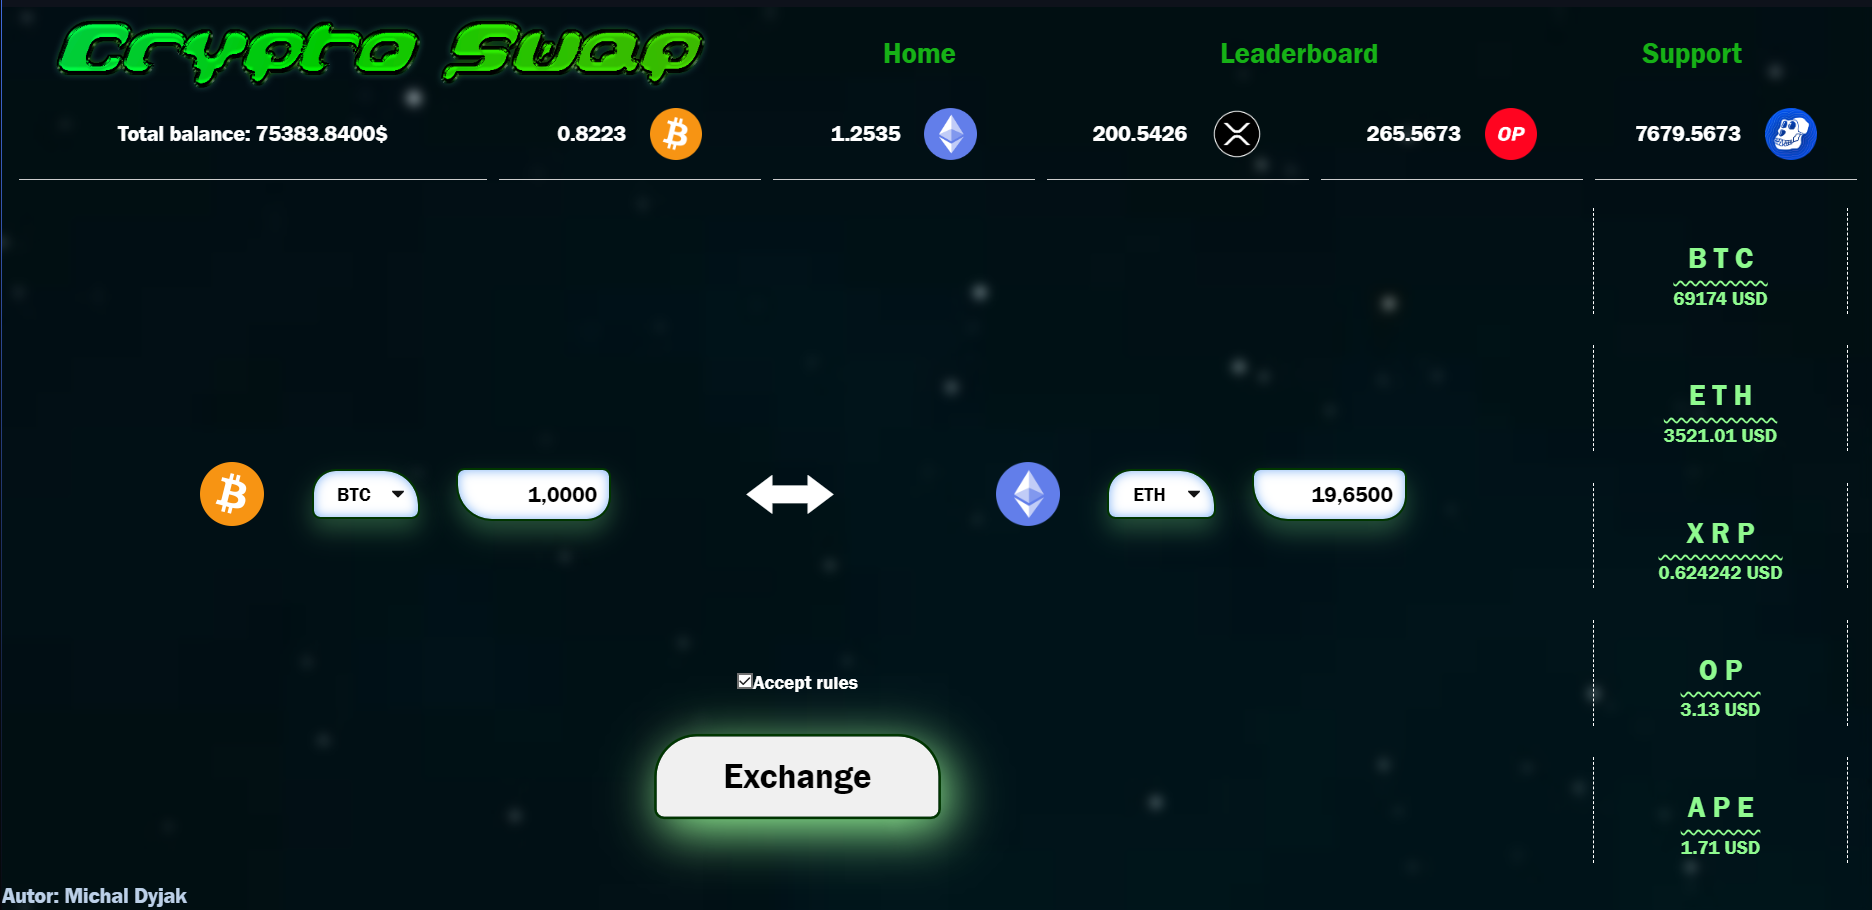 Crypto Swap
Home
Leaderboard
Support
Total balance: 75383.8400$
0.8223
1.2535
200.5426
265.5673
OP
7679.5673
BTC
69174 USD
ETH
3521.01 USD
BTC
1,0000
ETH
19,6500
XRP
0.624242 USD
OP
3.13 USD
Accept rules
Exchange
APE
1.71 USD
Autor: Michal Dyjak